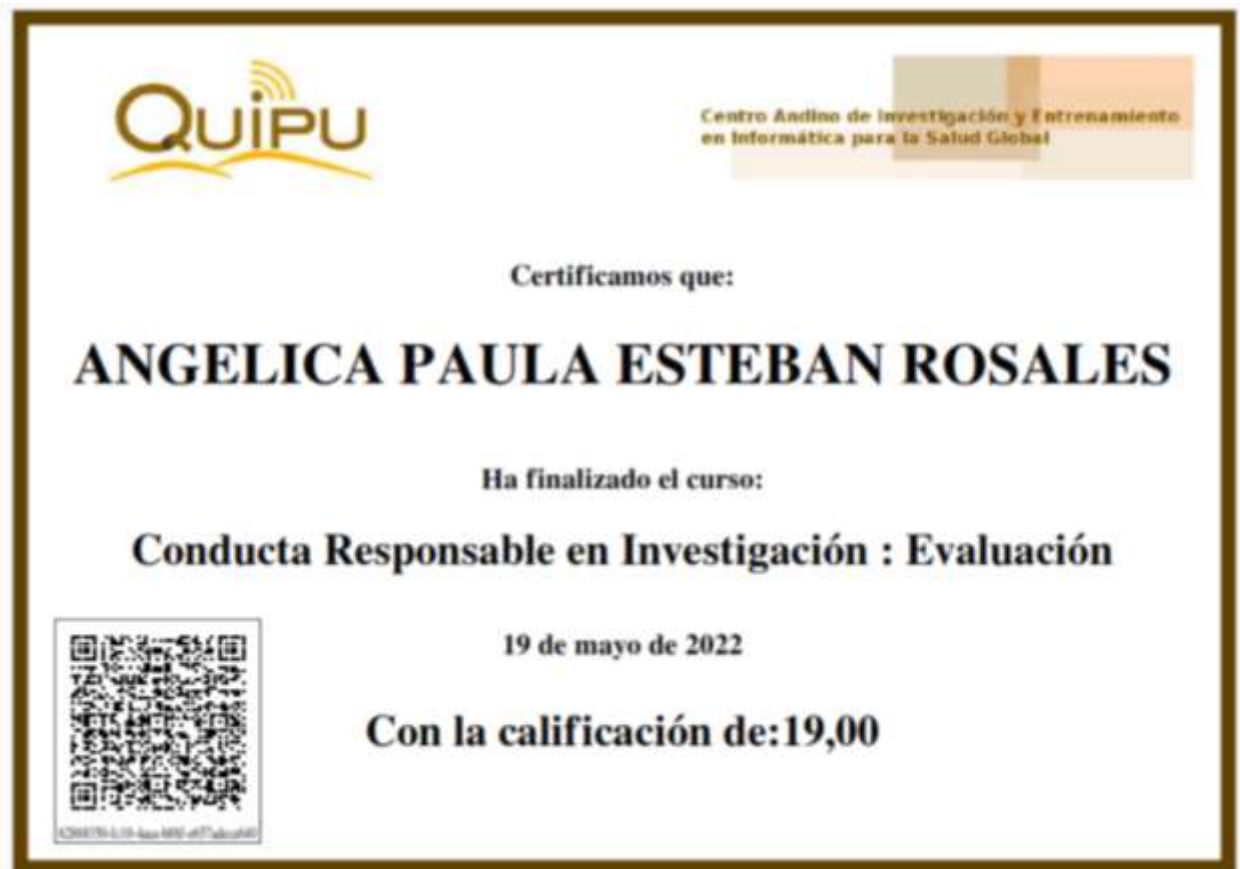 QUIPU
Centro Andino de Investigación y Entrenamiento
en Informática para la Salud Global
Certificamos que:
ANGELICA PAULA ESTEBAN ROSALES
Ha finalizado el curso:
Conducta Responsable en Investigación : Evaluación
19 de mayo de 2022
Con la calificación de:19,00